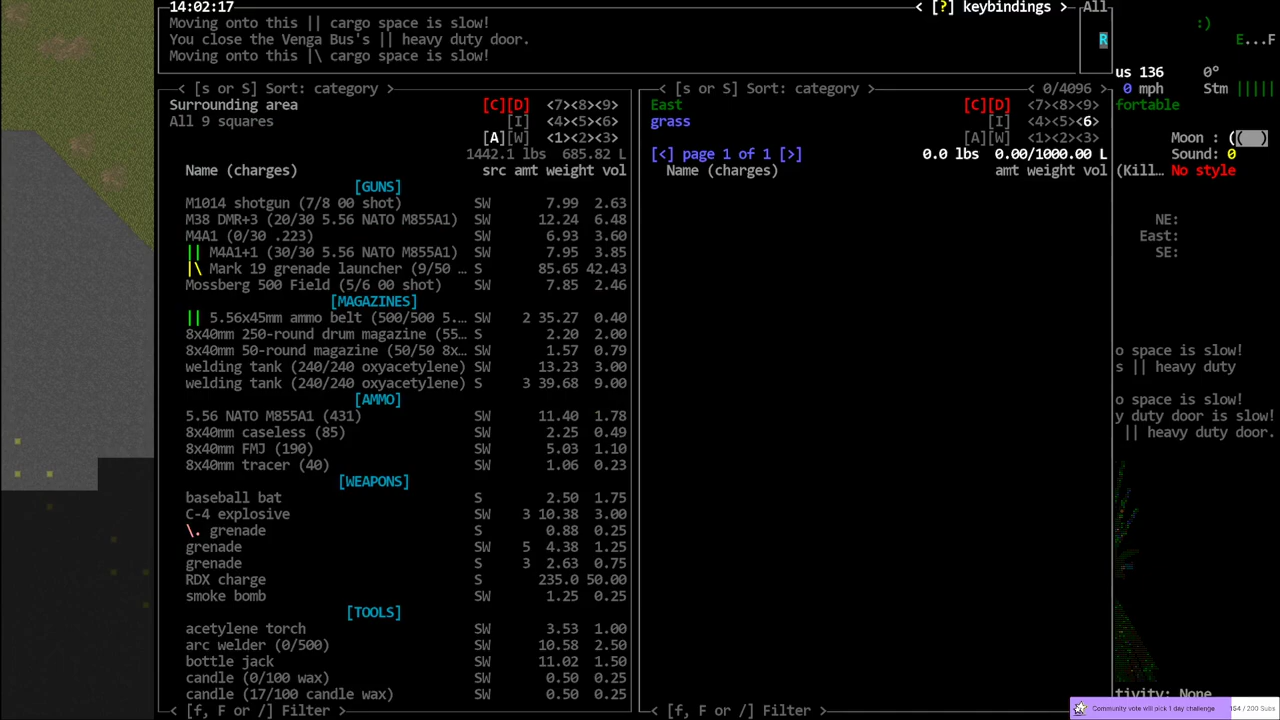 14:02:17
Moving onto this || cargo space is slow!
You close the Venga Bus's || heavy duty door.
Moving onto this |\ cargo space is slow!
< [?] keybindings >
All
:)
R
E...F
us 136 0°
0 mph Stm |||||
fortable
Moon : (( )
Sound: 0
(Kill… No style
NE:
East:
SE:
o space is slow!
s || heavy duty
o space is slow!
y duty door is slow!
|| heavy duty door.
< [s or S] Sort: category >
Surrounding area [C][D] <7><8><9>
All 9 squares [I] <4><5><6>
[A][W] <1><2><3>
1442.1 lbs 685.82 L
Name (charges) src amt weight vol
[GUNS]
M1014 shotgun (7/8 00 shot) SW 7.99 2.63
M38 DMR+3 (20/30 5.56 NATO M855A1) SW 12.24 6.48
M4A1 (0/30 .223) SW 6.93 3.60
|| M4A1+1 (30/30 5.56 NATO M855A1) SW 7.95 3.85
|\ Mark 19 grenade launcher (9/50 … S 85.65 42.43
Mossberg 500 Field (5/6 00 shot) SW 7.85 2.46
[MAGAZINES]
|| 5.56x45mm ammo belt (500/500 5.… SW 2 35.27 0.40
8x40mm 250-round drum magazine (55… S 2.20 2.00
8x40mm 50-round magazine (50/50 8x… SW 1.57 0.79
welding tank (240/240 oxyacetylene) SW 13.23 3.00
welding tank (240/240 oxyacetylene) S 3 39.68 9.00
[AMMO]
5.56 NATO M855A1 (431) SW 11.40 1.78
8x40mm caseless (85) SW 2.25 0.49
8x40mm FMJ (190) SW 5.03 1.10
8x40mm tracer (40) SW 1.06 0.23
[WEAPONS]
baseball bat S 2.50 1.75
C-4 explosive SW 3 10.38 3.00
\. grenade S 0.88 0.25
grenade SW 5 4.38 1.25
grenade S 3 2.63 0.75
RDX charge S 235.0 50.00
smoke bomb SW 1.25 0.25
[TOOLS]
acetylene torch SW 3.53 1.00
arc welder (0/500) SW 10.58 2.50
bottle jack SW 11.02 1.50
candle (0/100 candle wax) SW 0.50 0.25
candle (17/100 candle wax) SW 0.50 0.25
< [f, F or /] Filter >
< [s or S] Sort: category > < 0/4096 >
East [C][D] <7><8><9>
grass [I] <4><5><6>
[A][W] <1><2><3>
[<] page 1 of 1 [>] 0.0 lbs 0.00/1000.00 L
Name (charges) amt weight vol
< [f, F or /] Filter >
tivity: None
Community vote will pick 1 day challenge 154 / 200 Subs